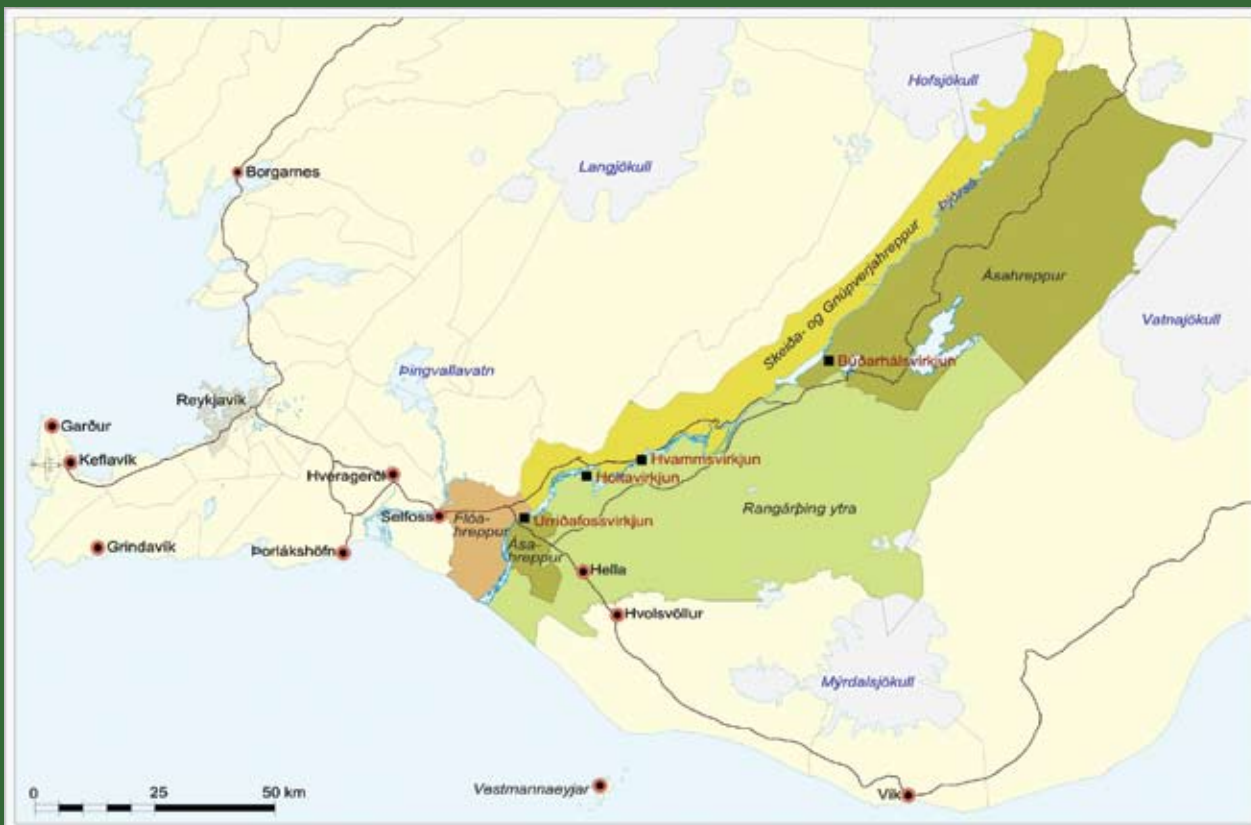 Hofsjökull
Langjökull
Borgarnes
Þjórsá
Skeiða- og Gnúpverjahreppur
Ásahreppur
Vatnajökull
Búðarhálsvirkjun
Þingvallavatn
Reykjavík
Garður
Keflavík
Hvammsvirkjun
Hveragerði
Holtavirkjun
Rangárþing ytra
Selfoss
Flóa-
hreppur
Urriðafossvirkjun
Ása-
hreppur
Grindavík
Þorlákshöfn
Hella
Hvolsvöllur
Mýrdalsjökull
Vestmannaeyjar
Vík
0 25 50 km